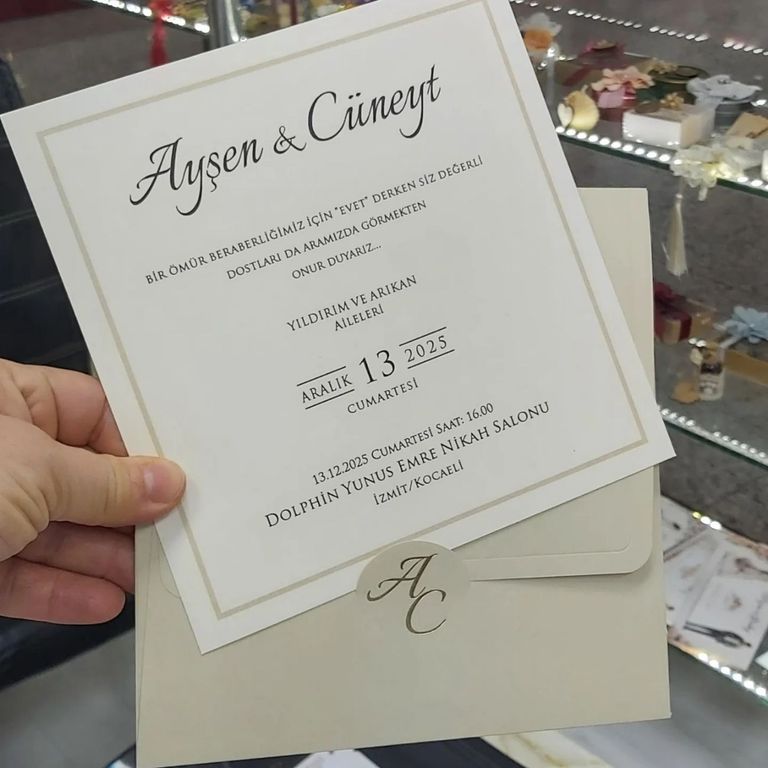 Ayşen & Cüneyt
BİR ÖMÜR BERABERLİĞİMİZ İÇİN "EVET" DERKEN SİZ DEĞERLİ
DOSTLARI DA ARAMIZDA GÖRMEKTEN
ONUR DUYARIZ...
YILDIRIM VE ARIKAN
AİLELERİ
ARALIK 13 2025
CUMARTESİ
13.12.2025 CUMARTESİ SAAT: 16.00
DOLPHİN YUNUS EMRE NİKAH SALONU
İZMİT/KOCAELİ
A
C